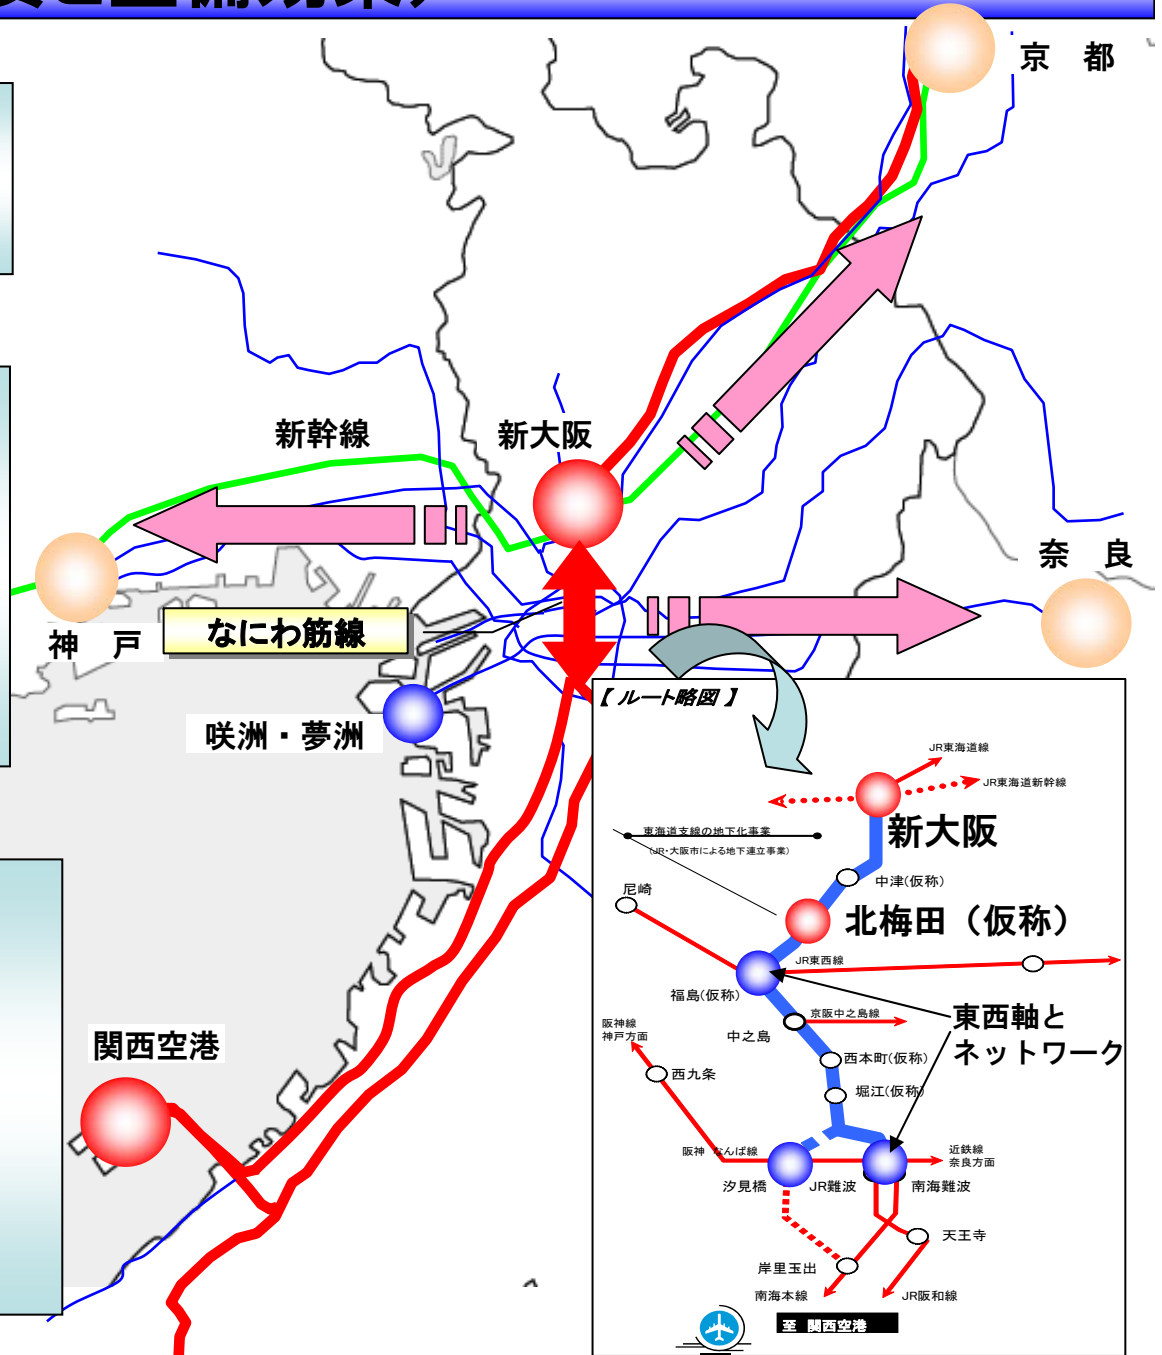 京　都
新幹線
新大阪
奈　良
神　戸
なにわ筋線
咲洲・夢洲
関西空港
【 ルート略図 】
JR東海道線
JR東海道新幹線
新大阪
東海道支線の地下化事業
(JR・大阪市による地下連立事業)
中津(仮称)
尼崎
北梅田（仮称）
JR東西線
福島(仮称)
京阪中之島線
東西軸と
ネットワーク
阪神線
神戸方面
中之島
西本町(仮称)
西九条
堀江(仮称)
阪神 なんば線
近鉄線
奈良方面
汐見橋
JR難波
南海難波
天王寺
岸里玉出
南海本線
JR阪和線
至 関西空港